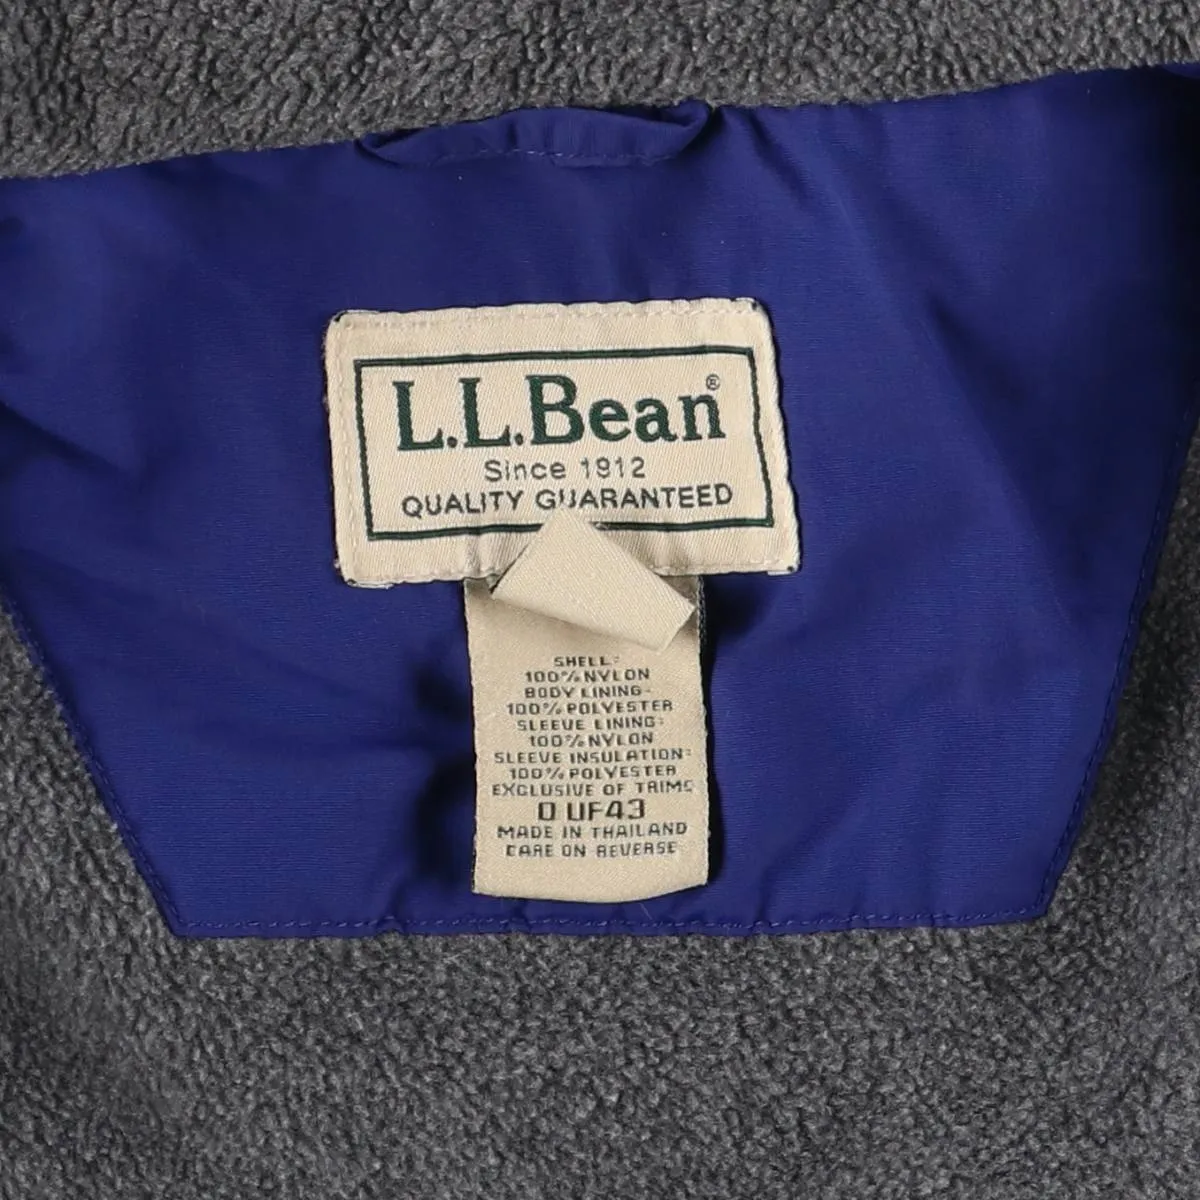 L.L.Bean®
Since 1912
QUALITY GUARANTEED
SHELL:
100% NYLON
BODY LINING-
100% POLYESTER
SLEEVE LINING:
100% NYLON
SLEEVE INSULATION:
100% POLYESTER
EXCLUSIVE OF TRIMS
0 UF43
MADE IN THAILAND
CARE ON REVERSE